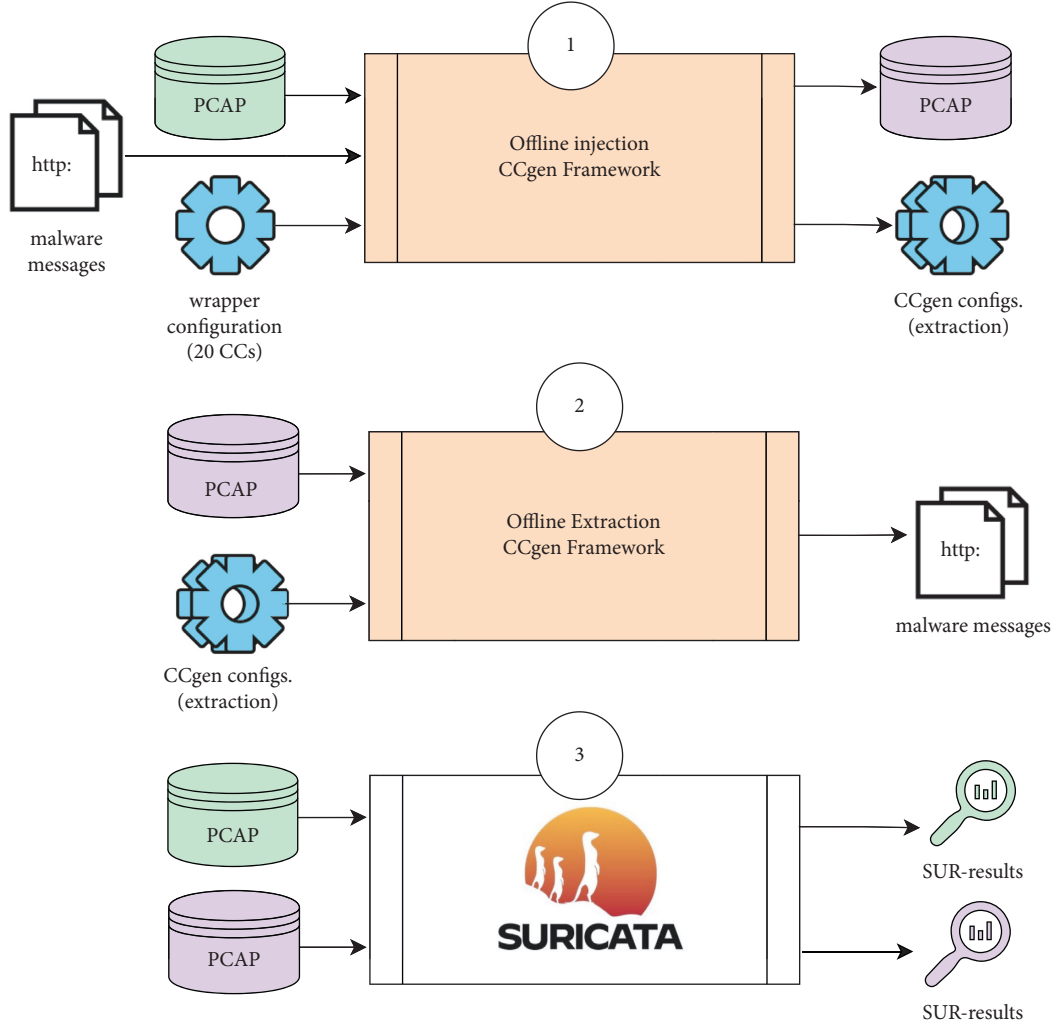 1
PCAP
PCAP
http:
Offline injection
CCgen Framework
malware
messages
wrapper
configuration
(20 CCs)
CCgen configs.
(extraction)
2
PCAP
Offline Extraction
CCgen Framework
http:
malware messages
CCgen configs.
(extraction)
3
PCAP
SUR-results
SURICATA
PCAP
SUR-results